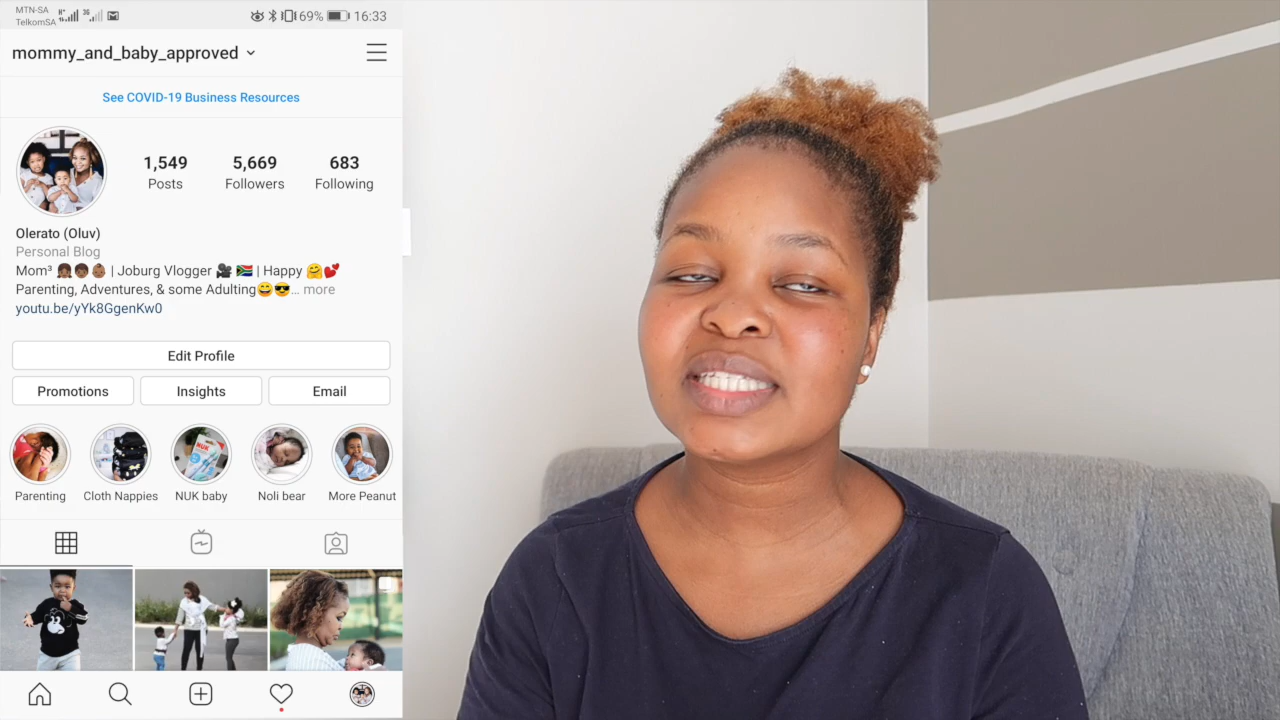 MTN-SA
TelkomSA
69% 16:33
mommy_and_baby_approved
See COVID-19 Business Resources
1,549 5,669 683
Posts Followers Following
Olerato (Oluv)
Personal Blog
Mom³ 👧🏾👦🏾👶🏾 | Joburg Vlogger 🎥 🇿🇦 | Happy 🤗💕
Parenting, Adventures, & some Adulting😄😎... more
youtu.be/yYk8GgenKw0
Edit Profile
Promotions Insights Email
NUK
Parenting Cloth Nappies NUK baby Noli bear More Peanut